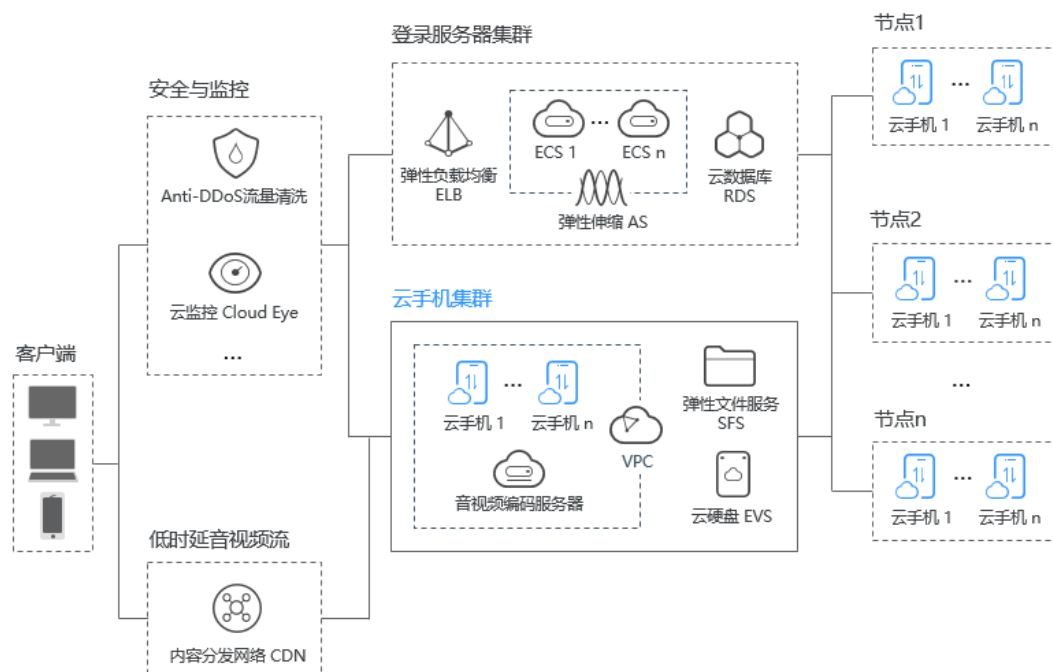 客户端
安全与监控
Anti-DDoS流量清洗
云监控 Cloud Eye
...
低时延音视频流
内容分发网络 CDN
登录服务器集群
弹性负载均衡
ELB
ECS 1
...
ECS n
弹性伸缩 AS
云数据库
RDS
云手机集群
云手机 1
...
云手机 n
音视频编码服务器
VPC
弹性文件服务
SFS
云硬盘 EVS
节点1
...
云手机 1
云手机 n
节点2
...
云手机 1
云手机 n
...
节点n
...
云手机 1
云手机 n